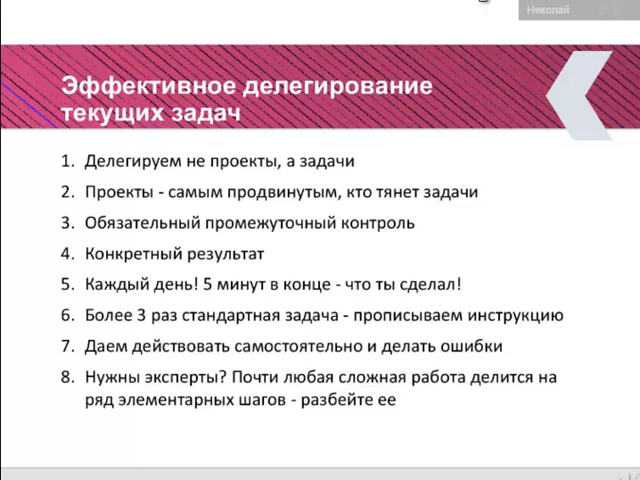 Николай
Эффективное делегирование
текущих задач
1. Делегируем не проекты, а задачи
2. Проекты - самым продвинутым, кто тянет задачи
3. Обязательный промежуточный контроль
4. Конкретный результат
5. Каждый день! 5 минут в конце - что ты сделал!
6. Более 3 раз стандартная задача - прописываем инструкцию
7. Даем действовать самостоятельно и делать ошибки
8. Нужны эксперты? Почти любая сложная работа делится на
ряд элементарных шагов - разбейте ее